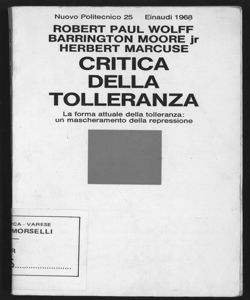 Nuovo Politecnico 25 Einaudi 1968
ROBERT PAUL WOLFF
BARRINGTON MOORE jr
HERBERT MARCUSE
CRITICA
DELLA
TOLLERANZA
La forma attuale della tolleranza:
un mascheramento della repressione
CA - VARESE
MORSELLI
R